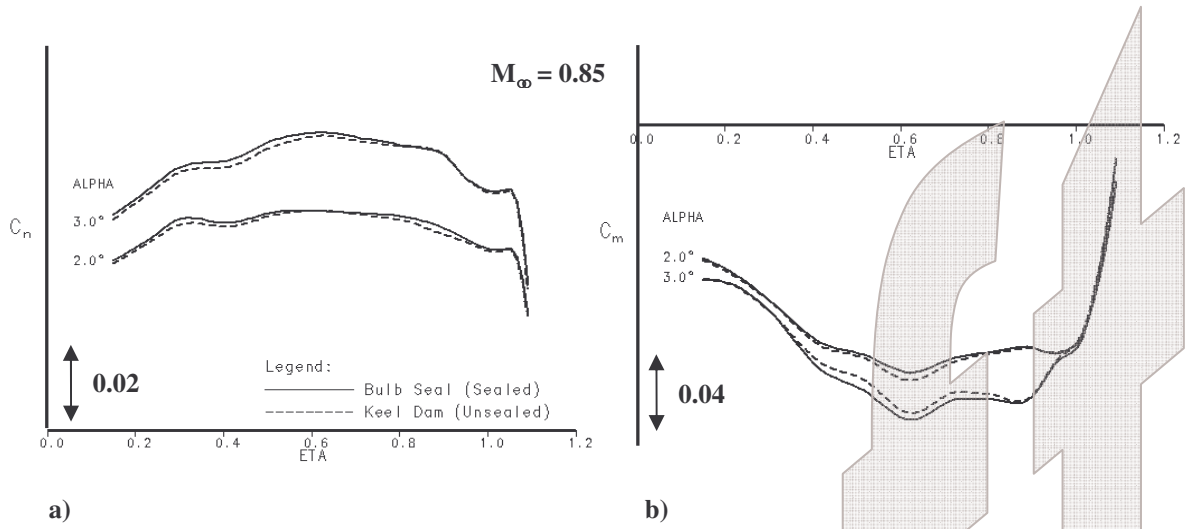 M∞ = 0.85
ALPHA
3.0°
2.0°
Cn
0.02
Legend:
Bulb Seal (Sealed)
Keel Dam (Unsealed)
0.0 0.2 0.4 0.6 0.8 1.0 1.2
ETA
a)
0.0 0.2 0.4 0.6 0.8 1.0 1.2
ETA
ALPHA
2.0°
3.0°
Cm
0.04
b)